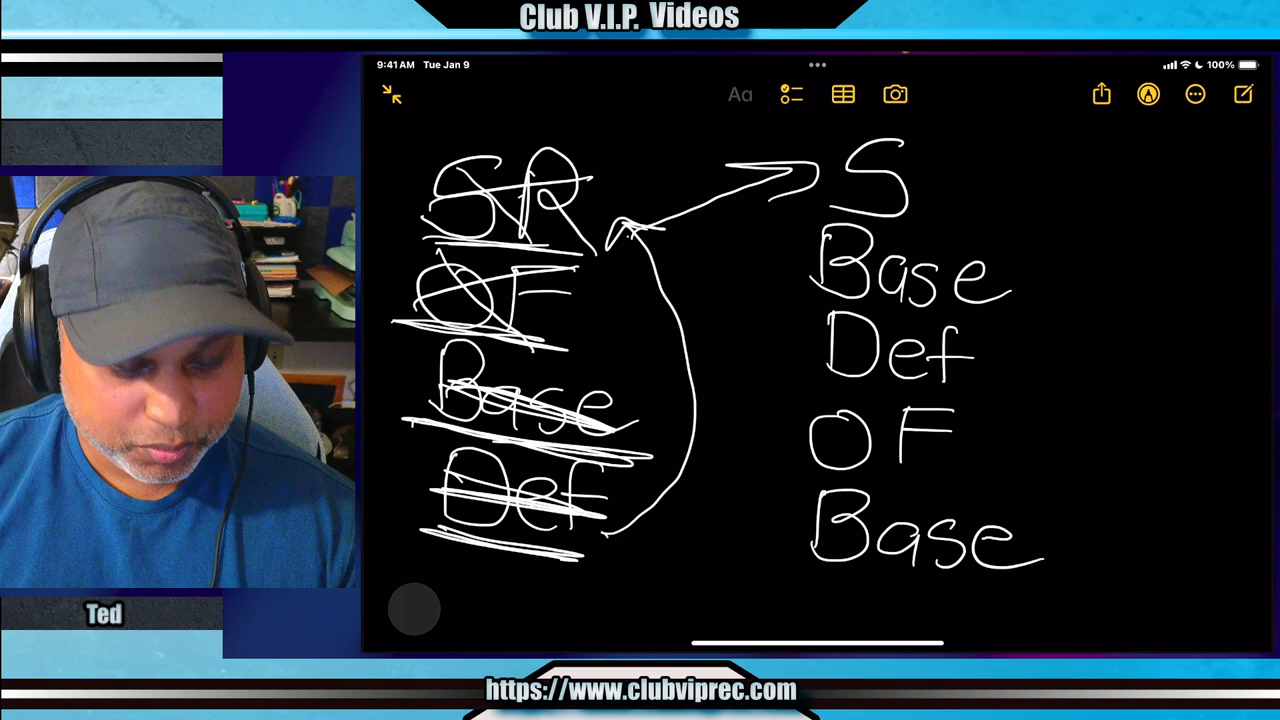 Club V.I.P. Videos
9:41 AM Tue Jan 9
100%
Aa
SR
OF
Base
Def
S
Base
Def
OF
Base
Ted
https://www.clubviprec.com